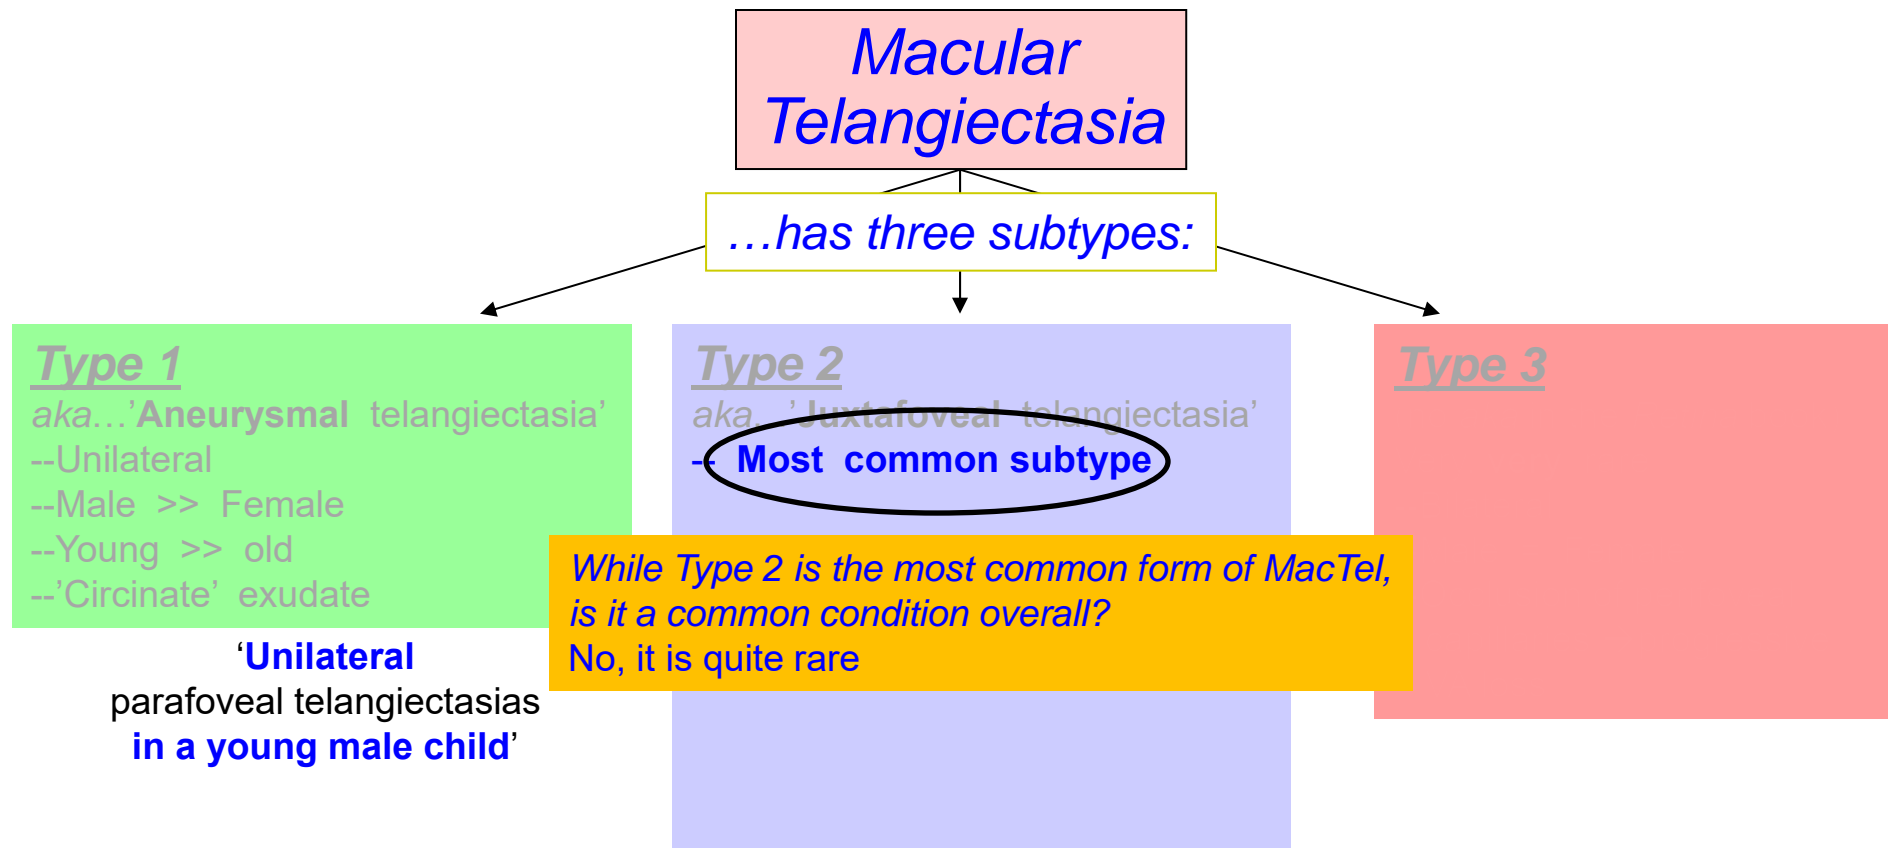 Macular
Telangiectasia
…has three subtypes:
Type 1
aka…’Aneurysmal telangiectasia’
--Unilateral
--Male >> Female
--Young >> old
--’Circinate’ exudate
‘Unilateral
parafoveal telangiectasias
in a young male child’
Type 2
aka…’Juxtafoveal telangiectasia’
-- Most common subtype
While Type 2 is the most common form of MacTel,
is it a common condition overall?
No, it is quite rare
Type 3